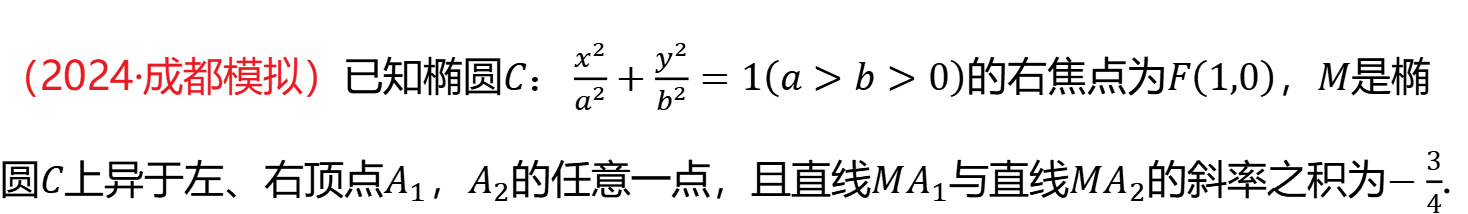 （2024·成都模拟）已知椭圆C： x²/a² + y²/b² = 1(a > b > 0)的右焦点为F(1,0)，M是椭
圆C上异于左、右顶点A₁，A₂的任意一点，且直线MA₁与直线MA₂的斜率之积为− 3/4.